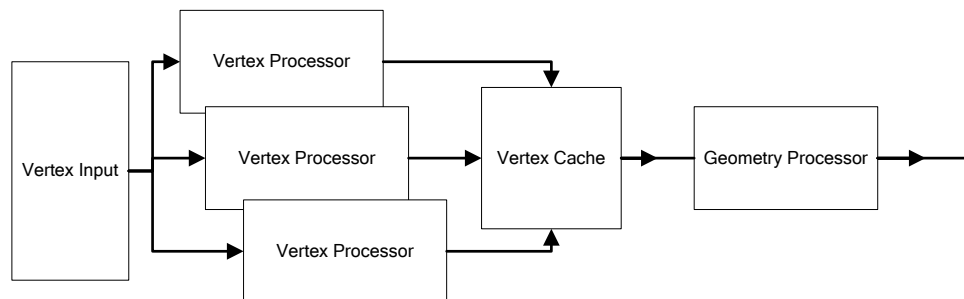 Vertex Input
Vertex Processor
Vertex Processor
Vertex Processor
Vertex Cache
Geometry Processor